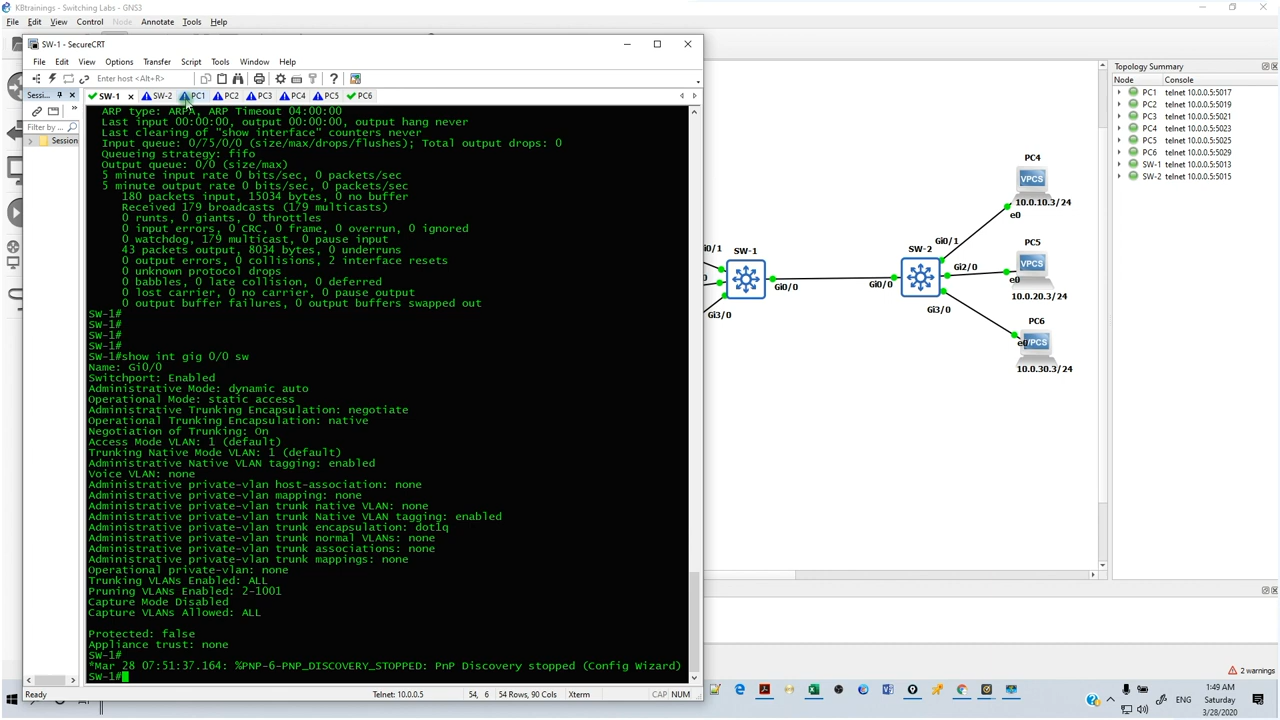 KBtrainings - Switching Labs - GNS3
File Edit View Control Node Annotate Tools Help
SW-1 - SecureCRT
File Edit View Options Transfer Script Tools Window Help
Enter host <Alt+R>
Sessi...
SW-1 SW-2 PC1 PC2 PC3 PC4 PC5 PC6
Filter by...
Session
ARP type: ARPA, ARP Timeout 04:00:00
Last input 00:00:00, output 00:00:00, output hang never
Last clearing of "show interface" counters never
Input queue: 0/75/0/0 (size/max/drops/flushes); Total output drops: 0
Queueing strategy: fifo
Output queue: 0/0 (size/max)
5 minute input rate 0 bits/sec, 0 packets/sec
5 minute output rate 0 bits/sec, 0 packets/sec
180 packets input, 15034 bytes, 0 no buffer
Received 179 broadcasts (179 multicasts)
0 runts, 0 giants, 0 throttles
0 input errors, 0 CRC, 0 frame, 0 overrun, 0 ignored
0 watchdog, 179 multicast, 0 pause input
43 packets output, 8034 bytes, 0 underruns
0 output errors, 0 collisions, 2 interface resets
0 unknown protocol drops
0 babbles, 0 late collision, 0 deferred
0 lost carrier, 0 no carrier, 0 pause output
0 output buffer failures, 0 output buffers swapped out
SW-1#
SW-1#
SW-1#
SW-1#
SW-1#show int gig 0/0 sw
Name: Gi0/0
Switchport: Enabled
Administrative Mode: dynamic auto
Operational Mode: static access
Administrative Trunking Encapsulation: negotiate
Operational Trunking Encapsulation: native
Negotiation of Trunking: On
Access Mode VLAN: 1 (default)
Trunking Native Mode VLAN: 1 (default)
Administrative Native VLAN tagging: enabled
Voice VLAN: none
Administrative private-vlan host-association: none
Administrative private-vlan mapping: none
Administrative private-vlan trunk native VLAN: none
Administrative private-vlan trunk Native VLAN tagging: enabled
Administrative private-vlan trunk encapsulation: dot1q
Administrative private-vlan trunk normal VLANs: none
Administrative private-vlan trunk associations: none
Administrative private-vlan trunk mappings: none
Operational private-vlan: none
Trunking VLANs Enabled: ALL
Pruning VLANs Enabled: 2-1001
Capture Mode Disabled
Capture VLANs Allowed: ALL
Protected: false
Appliance trust: none
SW-1#
*Mar 28 07:51:37.164: %PNP-6-PNP_DISCOVERY_STOPPED: PnP Discovery stopped (Config Wizard)
SW-1#
Ready Telnet: 10.0.0.5 54, 6 54 Rows, 90 Cols Xterm CAP NUM
PC4
VPCS
10.0.10.3/24
e0
SW-1
SW-2
Gi0/1
PC5
Gi2/0
VPCS
e0
Gi0/0
Gi0/0
10.0.20.3/24
Gi3/0
Gi3/0
PC6
e0
VPCS
10.0.30.3/24
Topology Summary
Node Console
PC1 telnet 10.0.0.5:5017
PC2 telnet 10.0.0.5:5019
PC3 telnet 10.0.0.5:5021
PC4 telnet 10.0.0.5:5023
PC5 telnet 10.0.0.5:5025
PC6 telnet 10.0.0.5:5029
SW-1 telnet 10.0.0.5:5013
SW-2 telnet 10.0.0.5:5015
2 warnings
ENG
1:49 AM
Saturday
3/28/2020